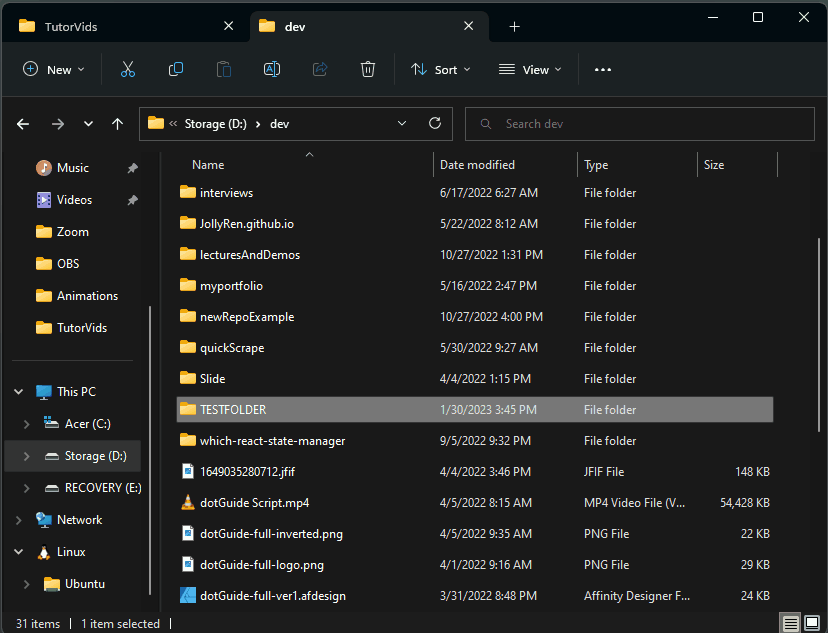 TutorVids
dev
New
Sort
View
Storage (D:) dev
Search dev
Music
Videos
Zoom
OBS
Animations
TutorVids
This PC
Acer (C:)
Storage (D:)
RECOVERY (E:)
Network
Linux
Ubuntu
Name Date modified Type Size
interviews 6/17/2022 6:27 AM File folder
JollyRen.github.io 5/22/2022 8:12 AM File folder
lecturesAndDemos 10/27/2022 1:31 PM File folder
myportfolio 5/16/2022 2:47 PM File folder
newRepoExample 10/27/2022 4:00 PM File folder
quickScrape 5/30/2022 9:27 AM File folder
Slide 4/4/2022 1:15 PM File folder
TESTFOLDER 1/30/2023 3:45 PM File folder
which-react-state-manager 9/5/2022 9:32 PM File folder
1649035280712.jfif 4/4/2022 3:46 PM JFIF File 148 KB
dotGuide Script.mp4 4/5/2022 8:15 AM MP4 Video File (V... 54,428 KB
dotGuide-full-inverted.png 4/5/2022 9:35 AM PNG File 22 KB
dotGuide-full-logo.png 4/1/2022 9:16 AM PNG File 29 KB
dotGuide-full-ver1.afdesign 3/31/2022 8:48 PM Affinity Designer F... 24 KB
31 items 1 item selected